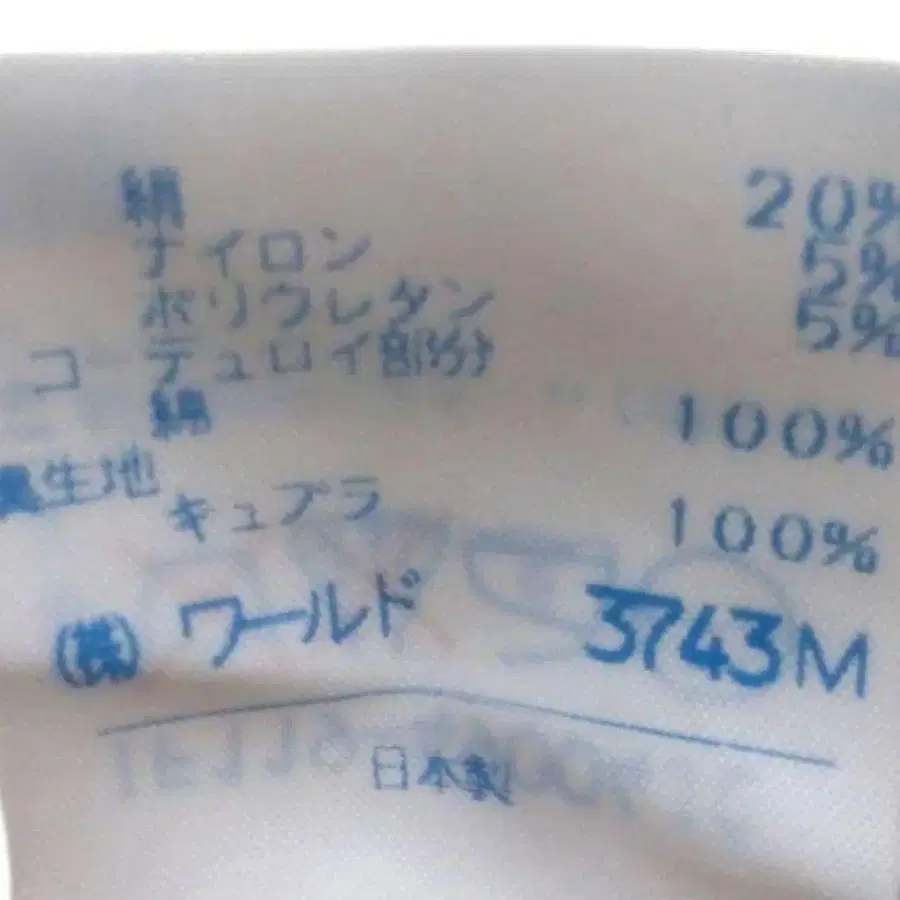 絹 20%
ナイロン 5%
ポリウレタン 5%
コーデュロイ部分
綿 100%
裏生地
キュプラ 100%
(株)ワールド 3743M
日本製